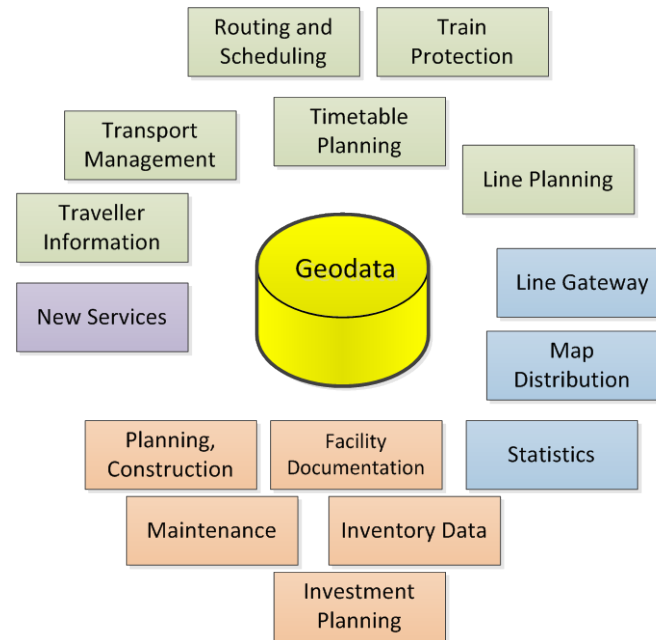 Routing and
Scheduling
Train
Protection
Transport
Management
Timetable
Planning
Line Planning
Traveller
Information
Geodata
Line Gateway
New Services
Map
Distribution
Planning,
Construction
Facility
Documentation
Statistics
Maintenance
Inventory Data
Investment
Planning